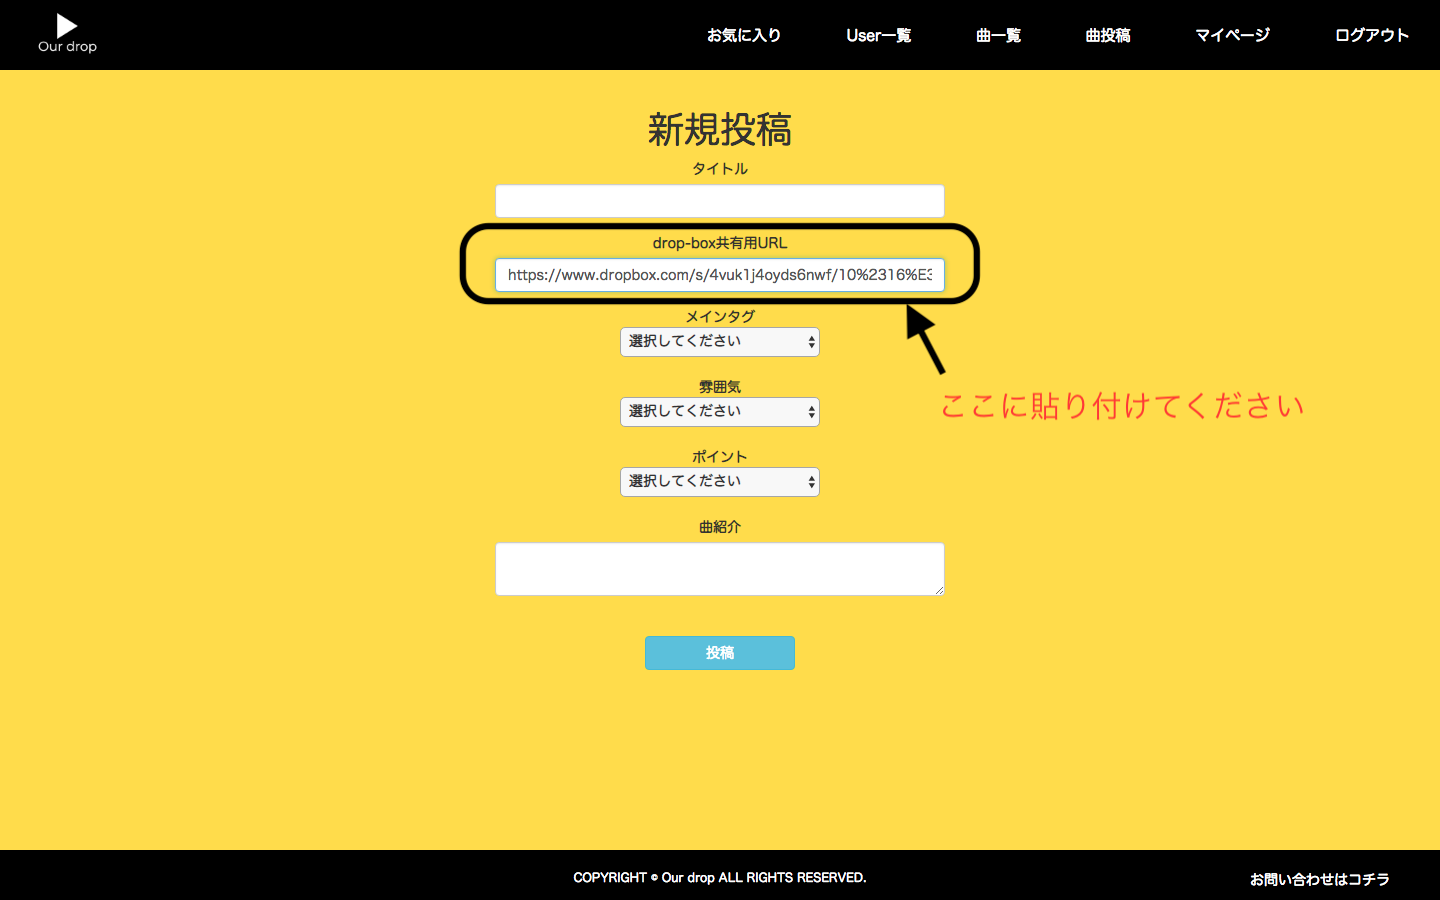 Our drop
お気に入り
User一覧
曲一覧
曲投稿
マイページ
ログアウト
新規投稿
タイトル
drop-box共有用URL
https://www.dropbox.com/s/4vuk1j4oyds6nwf/10%2316%E3
メインタグ
選択してください
雰囲気
選択してください
ここに貼り付けてください
ポイント
選択してください
曲紹介
投稿
COPYRIGHT © Our drop ALL RIGHTS RESERVED.
お問い合わせはコチラ